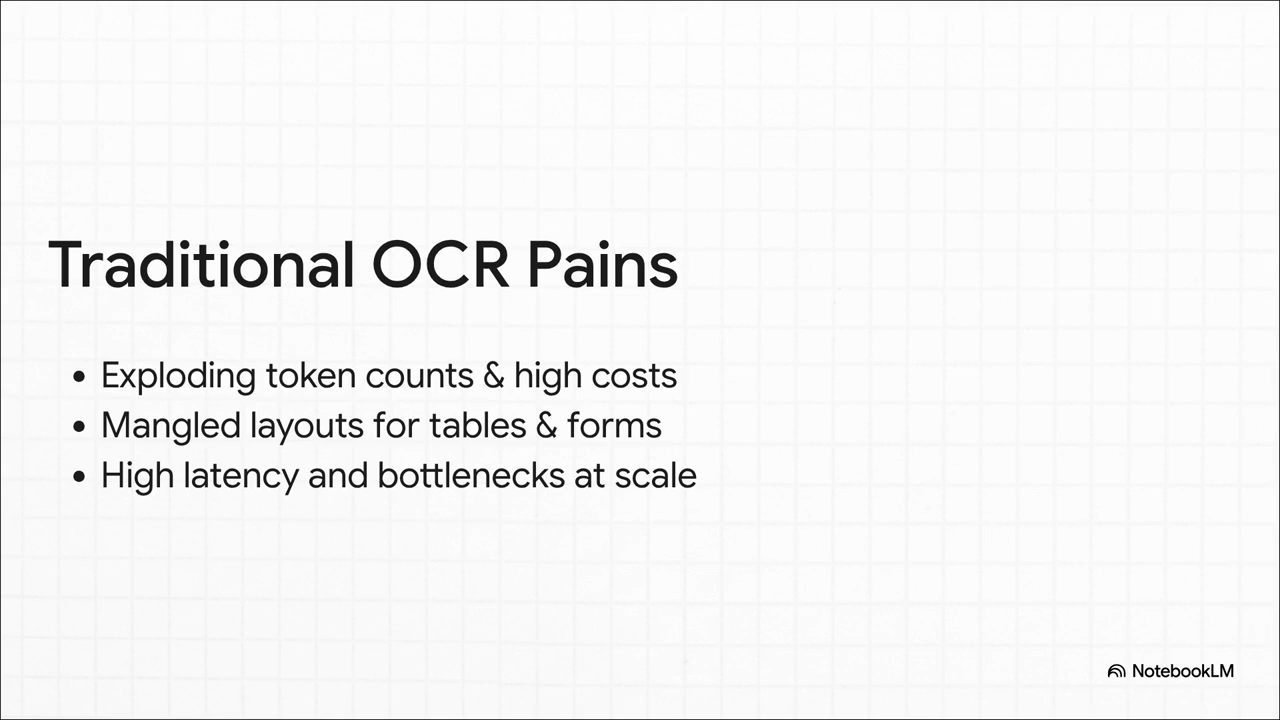 Traditional OCR Pains
• Exploding token counts & high costs
• Mangled layouts for tables & forms
• High latency and bottlenecks at scale
NotebookLM